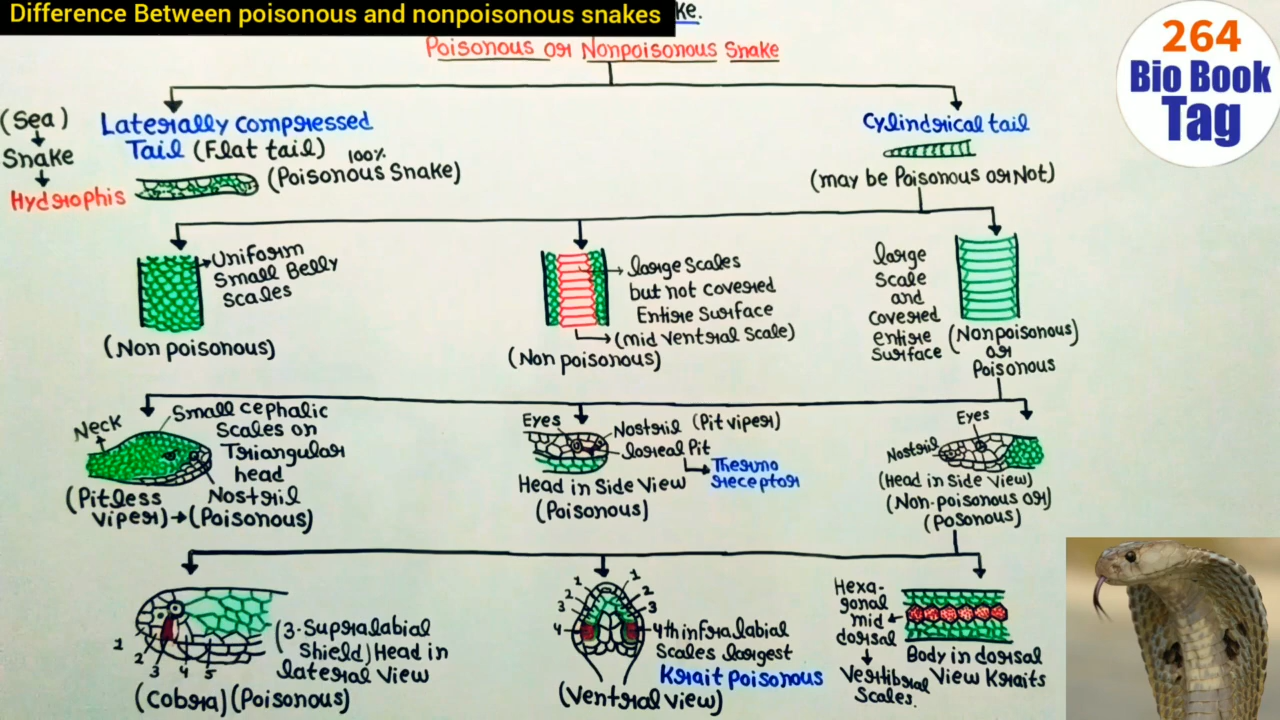 Difference Between poisonous and nonpoisonous snakes
ke.
Poisonous or Nonpoisonous Snake
264
Bio Book
Tag
(Sea)
Snake
Hydrophis
Laterally compressed
Tail (Flat tail)
100%
(Poisonous Snake)
Cylindrical tail
(may be Poisonous or Not)
Uniform
Small Belly
Scales
(Non poisonous)
large Scales
but not covered
Entire Surface
(mid ventral Scale)
(Non poisonous)
large
Scale
and
covered
entire
Surface
(Nonpoisonous)
or
Poisonous
Neck
Small cephalic
Scales on
Triangular
head
Nostril
(Pitless
viper)→(Poisonous)
Eyes
Nostril (Pit viper)
loreal Pit
Thermo
receptor
Head in Side View
(Poisonous)
Eyes
Nostril
(Head in Side View)
(Non-poisonous or)
(Posonous)
1
2
3
4
5
(3-Supralabial
Shield) Head in
lateral View
(Cobra) (Poisonous)
1 1
2 2
3 3
4 4th infra labial
Scales largest
Krait Poisonous
(Ventral View)
Hexa-
gonal
mid
dorsal
Vertibral
Scales.
Body in dorsal
View Kraits